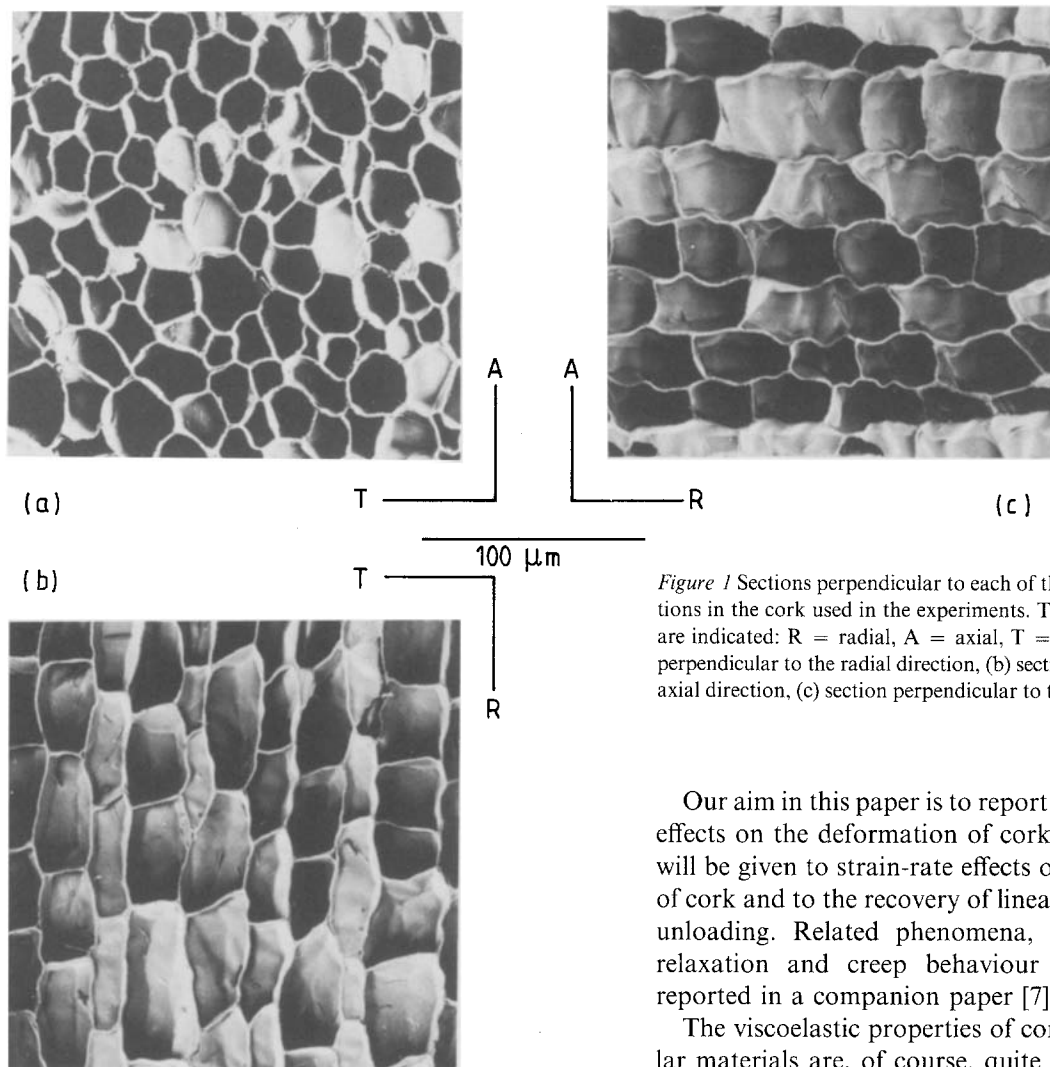 A
A
(a)
T
R
(c)
100 μm
(b)
T
R
Figure 1 Sections perpendicular to each of th
tions in the cork used in the experiments. T
are indicated: R = radial, A = axial, T =
perpendicular to the radial direction, (b) sect
axial direction, (c) section perpendicular to t
Our aim in this paper is to report
effects on the deformation of cork
will be given to strain-rate effects o
of cork and to the recovery of linea
unloading. Related phenomena,
relaxation and creep behaviour
reported in a companion paper [7]
The viscoelastic properties of cor
lar materials are, of course, quite